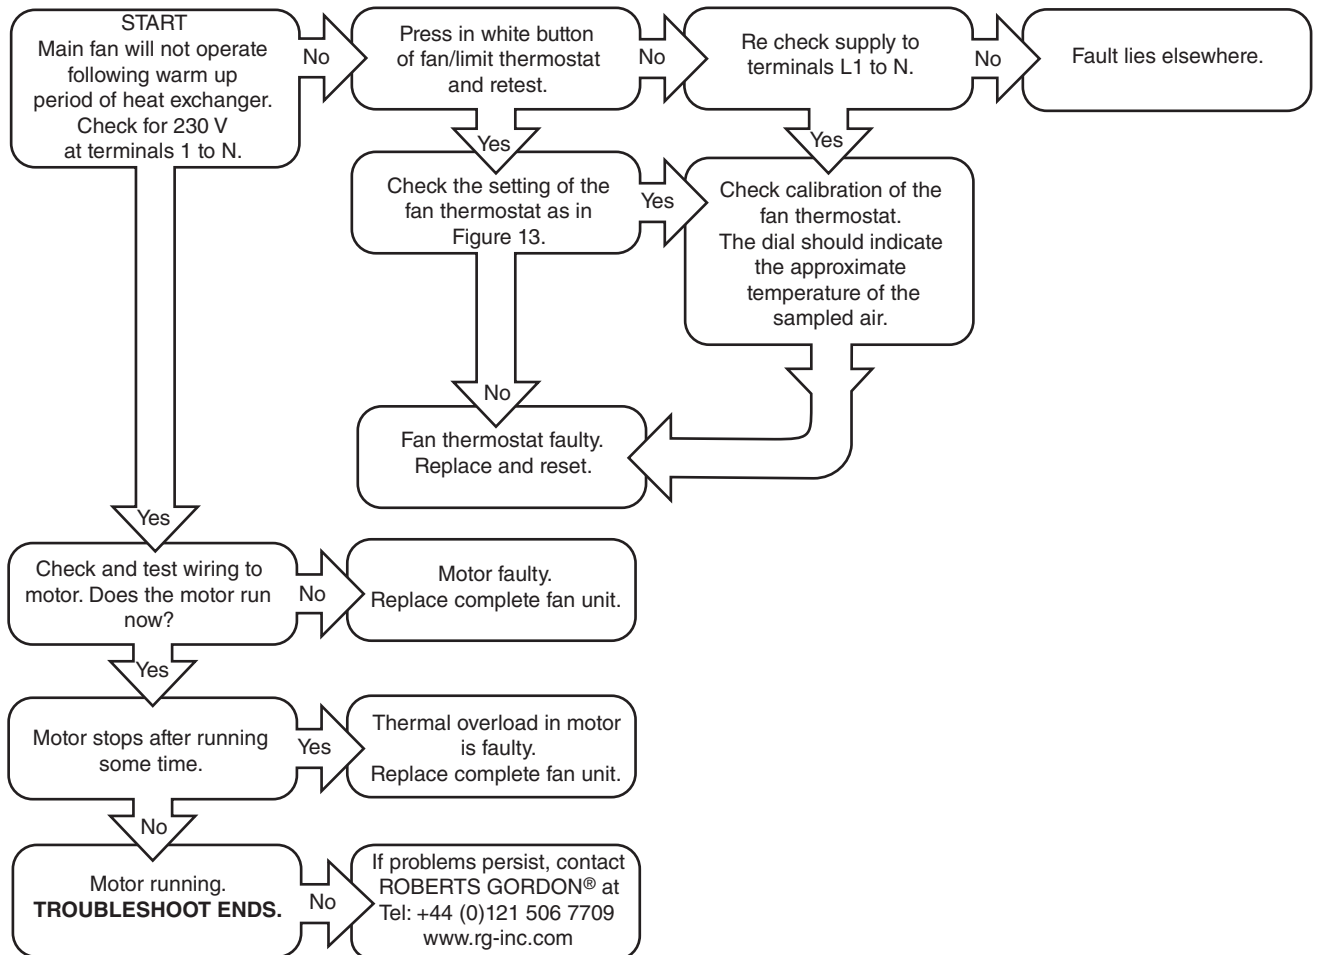 START
Main fan will not operate
following warm up
period of heat exchanger.
Check for 230 V
at terminals 1 to N.
No
Press in white button
of fan/limit thermostat
and retest.
No
Re check supply to
terminals L1 to N.
No
Fault lies elsewhere.
Yes
Yes
Check the setting of the
fan thermostat as in
Figure 13.
Yes
Check calibration of the
fan thermostat.
The dial should indicate
the approximate
temperature of the
sampled air.
No
Fan thermostat faulty.
Replace and reset.
Yes
Check and test wiring to
motor. Does the motor run
now?
No
Motor faulty.
Replace complete fan unit.
Yes
Motor stops after running
some time.
Yes
Thermal overload in motor
is faulty.
Replace complete fan unit.
No
Motor running.
TROUBLESHOOT ENDS.
No
If problems persist, contact
ROBERTS GORDON® at
Tel: +44 (0)121 506 7709
www.rg-inc.com